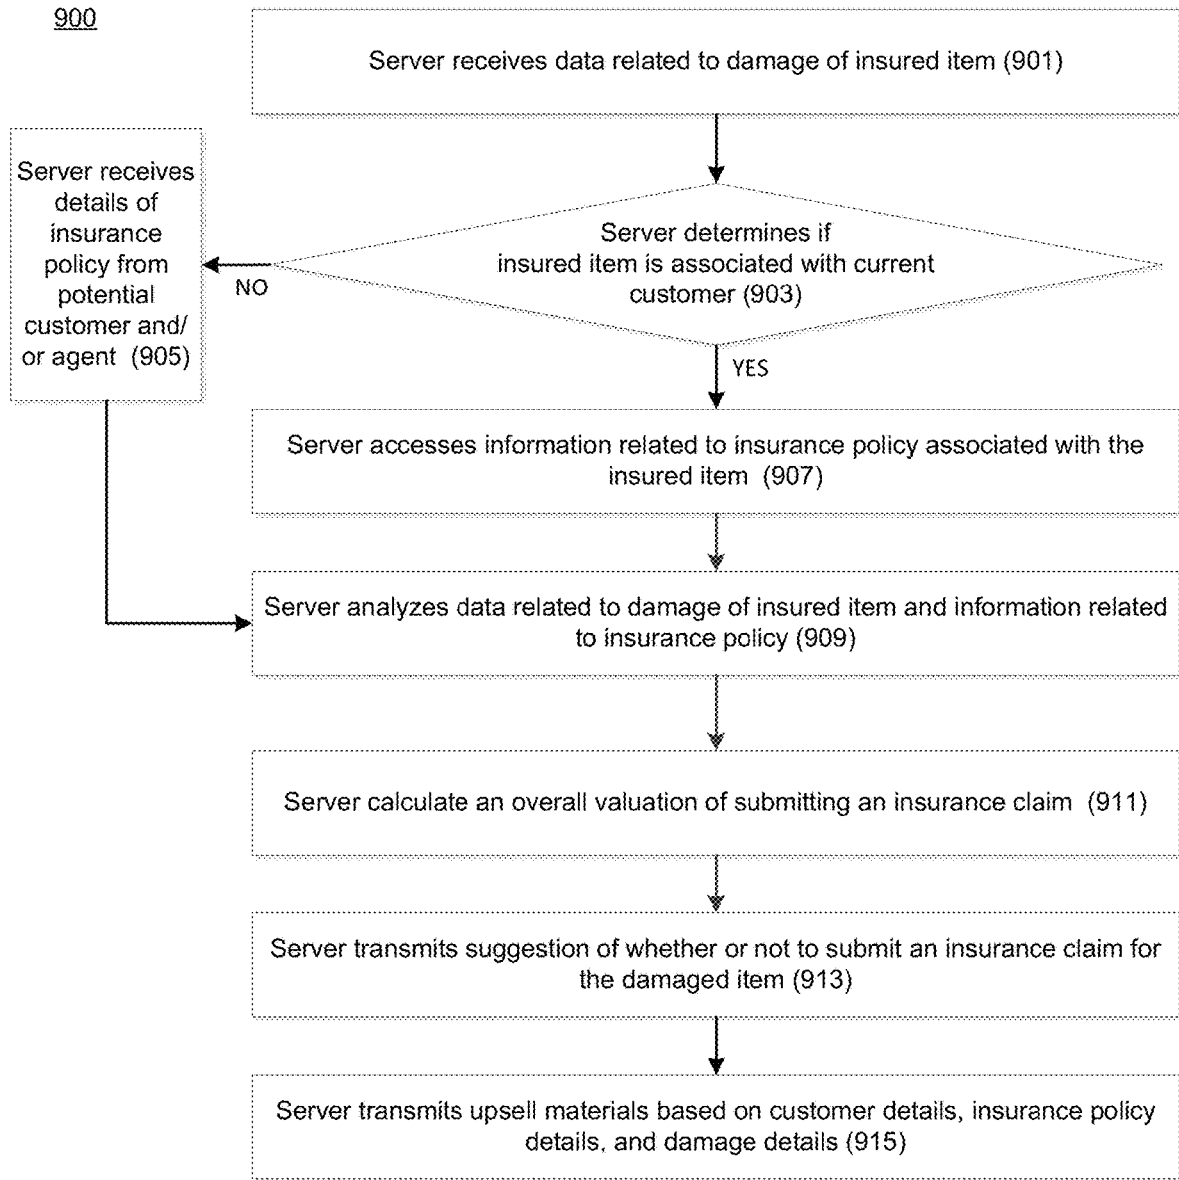 900
Server receives data related to damage of insured item (901)
Server receives
details of
insurance
policy from
potential
customer and/
or agent (905)
Server determines if
insured item is associated with current
customer (903)
NO
YES
Server accesses information related to insurance policy associated with the
insured item (907)
Server analyzes data related to damage of insured item and information related
to insurance policy (909)
Server calculate an overall valuation of submitting an insurance claim (911)
Server transmits suggestion of whether or not to submit an insurance claim for
the damaged item (913)
Server transmits upsell materials based on customer details, insurance policy
details, and damage details (915)